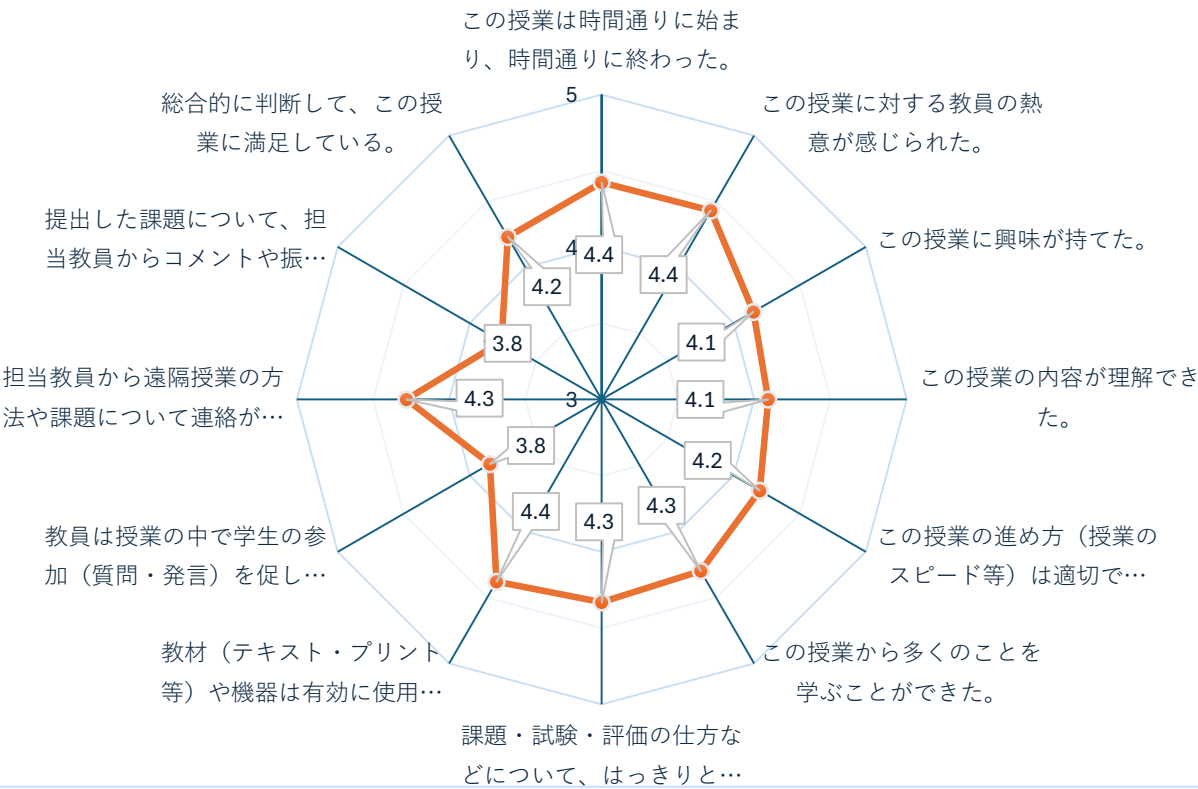 この授業は時間通りに始ま
り、時間通りに終わった。
総合的に判断して、この授
業に満足している。
5
この授業に対する教員の熱
意が感じられた。
提出した課題について、担
当教員からコメントや振…
4
4.4
4.4
4.2
この授業に興味が持てた。
3.8
4.1
担当教員から遠隔授業の方
法や課題について連絡が…
4.3
3
4.1
この授業の内容が理解でき
た。
3.8
4.2
4.4
4.3
4.3
教員は授業の中で学生の参
加（質問・発言）を促し…
この授業の進め方（授業の
スピード等）は適切で…
教材（テキスト・プリント
等）や機器は有効に使用…
この授業から多くのことを
学ぶことができた。
課題・試験・評価の仕方な
どについて、はっきりと…